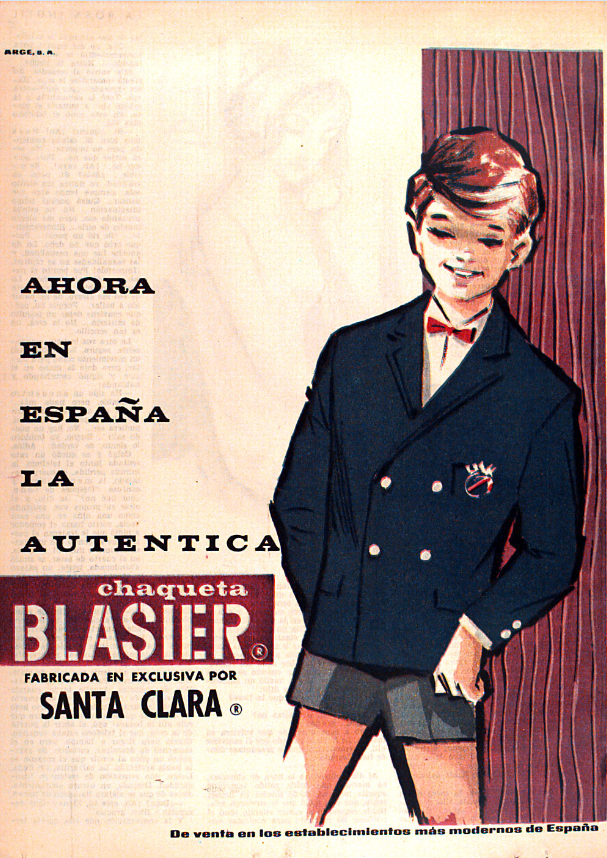 ARGE, S. A.
AHORA
EN
ESPAÑA
LA
AUTENTICA
chaqueta
BLASIER®
FABRICADA EN EXCLUSIVA POR
SANTA CLARA ®
De venta en los establecimientos más modernos de España